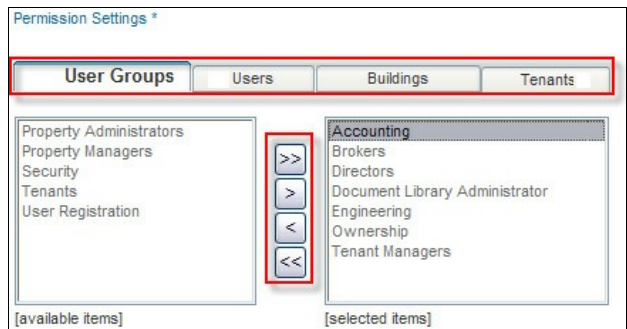 Permission Settings *
User Groups Users Buildings Tenants
Property Administrators
Property Managers
Security
Tenants
User Registration
>>
>
<
<<
Accounting
Brokers
Directors
Document Library Administrator
Engineering
Ownership
Tenant Managers
[available items]
[selected items]